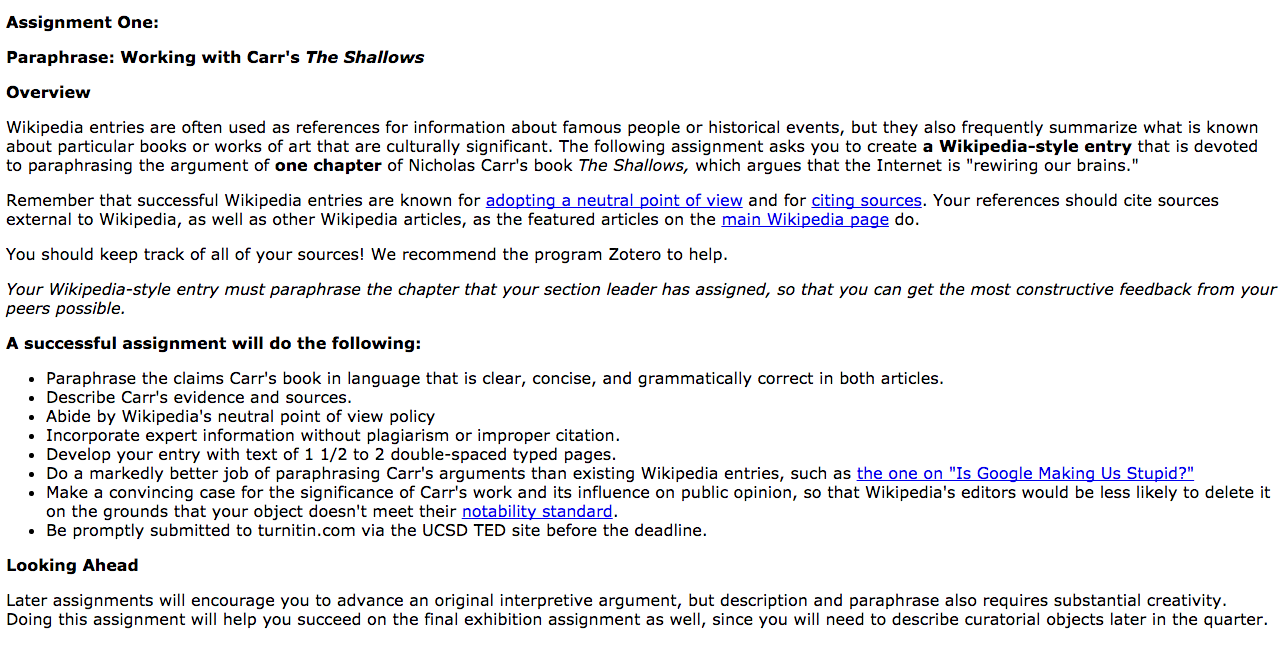 Assignment One:
Paraphrase: Working with Carr's The Shallows
Overview
Wikipedia entries are often used as references for information about famous people or historical events, but they also frequently summarize what is known
about particular books or works of art that are culturally significant. The following assignment asks you to create a Wikipedia-style entry that is devoted
to paraphrasing the argument of one chapter of Nicholas Carr's book The Shallows, which argues that the Internet is "rewiring our brains."
Remember that successful Wikipedia entries are known for adopting a neutral point of view and for citing sources. Your references should cite sources
external to Wikipedia, as well as other Wikipedia articles, as the featured articles on the main Wikipedia page do.
You should keep track of all of your sources! We recommend the program Zotero to help.
Your Wikipedia-style entry must paraphrase the chapter that your section leader has assigned, so that you can get the most constructive feedback from your
peers possible.
A successful assignment will do the following:
• Paraphrase the claims Carr's book in language that is clear, concise, and grammatically correct in both articles.
• Describe Carr's evidence and sources.
• Abide by Wikipedia's neutral point of view policy
• Incorporate expert information without plagiarism or improper citation.
• Develop your entry with text of 1 1/2 to 2 double-spaced typed pages.
• Do a markedly better job of paraphrasing Carr's arguments than existing Wikipedia entries, such as the one on "Is Google Making Us Stupid?"
• Make a convincing case for the significance of Carr's work and its influence on public opinion, so that Wikipedia's editors would be less likely to delete it
on the grounds that your object doesn't meet their notability standard.
• Be promptly submitted to turnitin.com via the UCSD TED site before the deadline.
Looking Ahead
Later assignments will encourage you to advance an original interpretive argument, but description and paraphrase also requires substantial creativity.
Doing this assignment will help you succeed on the final exhibition assignment as well, since you will need to describe curatorial objects later in the quarter.